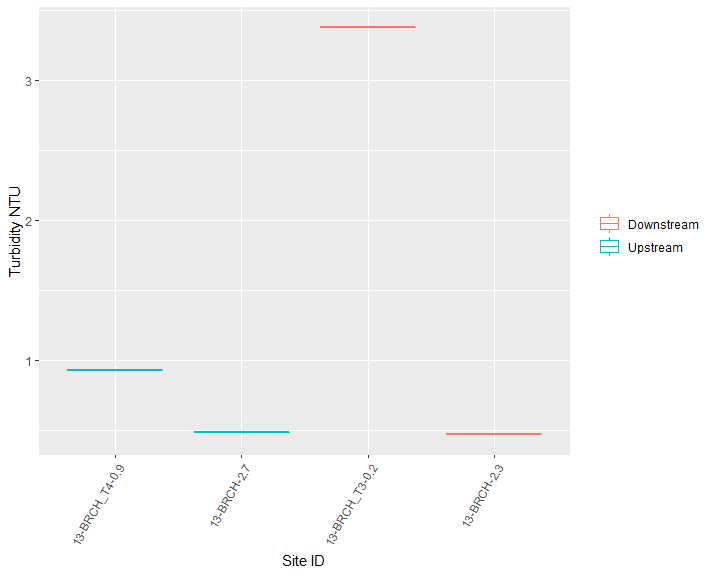 Turbidity NTU
3
2
1
13-BRCH_T4-0.9
13-BRCH-2.7
13-BRCH_T3-0.2
13-BRCH-2.3
Site ID
Downstream
Upstream